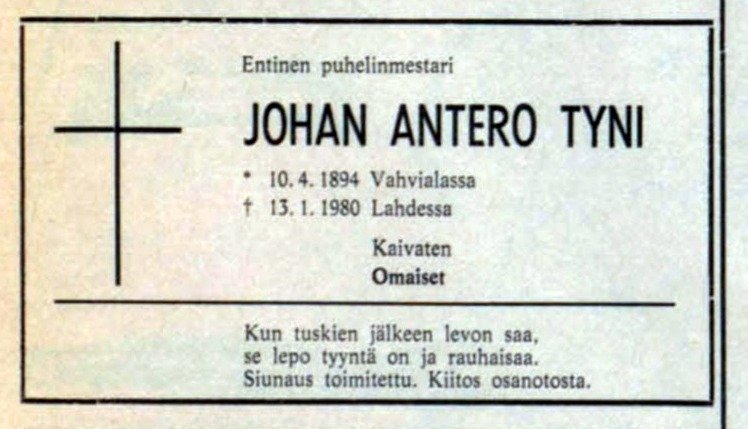 Entinen puhelinmestari
JOHAN ANTERO TYNI
* 10.4.1894 Vahvialassa
† 13.1.1980 Lahdessa
Kaivaten
Omaiset
Kun tuskien jälkeen levon saa,
se lepo tyyntä on ja rauhaisaa.
Siunaus toimitettu. Kiitos osanotosta.